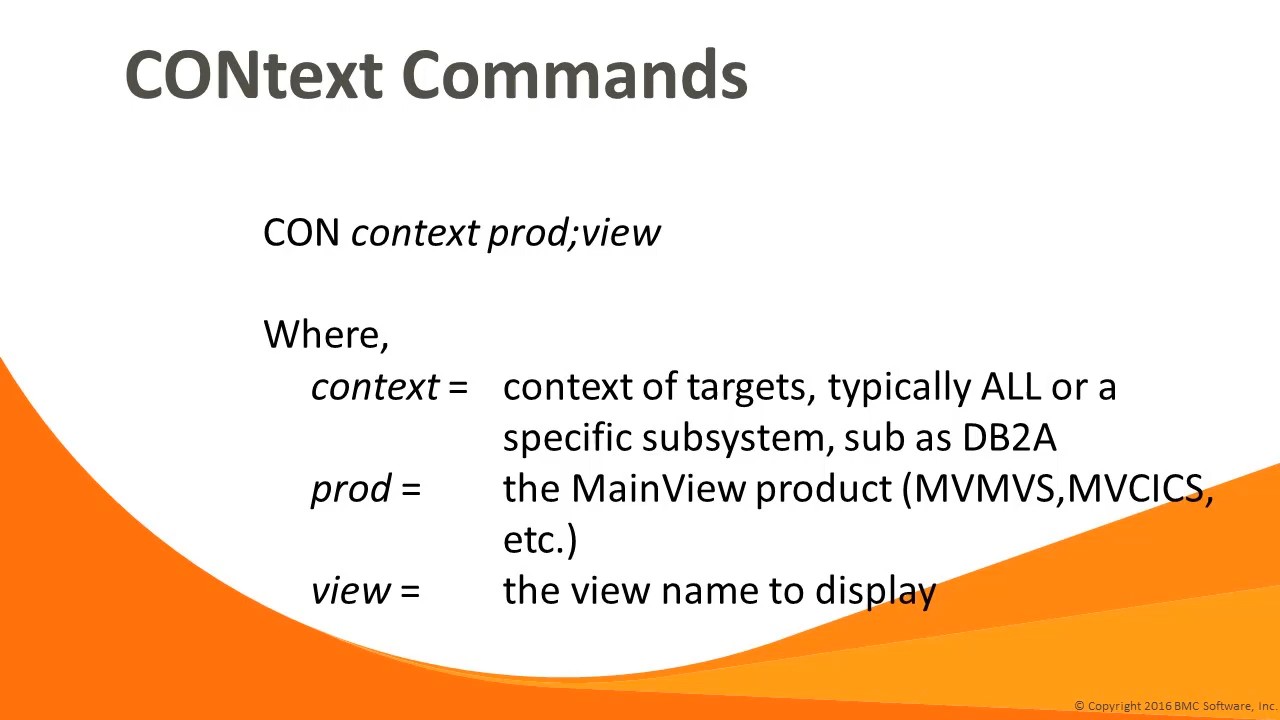 CONtext Commands
CON context prod;view
Where,
context = context of targets, typically ALL or a
specific subsystem, sub as DB2A
prod = the MainView product (MVMVS,MVCICS,
etc.)
view = the view name to display
© Copyright 2016 BMC Software, Inc.